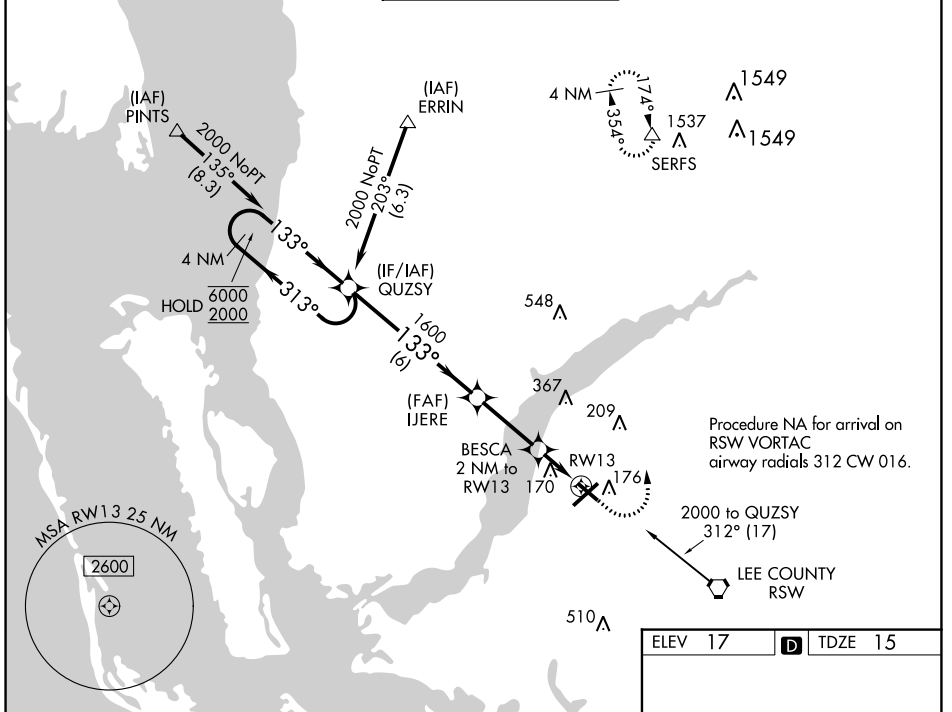 (IAF)
PINTS
2000 NoPT
135°
(8.3)
(IAF)
ERRIN
2000 NoPT
203°
(6.3)
4 NM
174°
354°
1537
SERFS
1549
1549
133°
4 NM
313°
HOLD
6000
2000
(IF/IAF)
QUZSY
1600
133°
(6)
548
(FAF)
IJERE
367
209
BESCA
2 NM to
RW13
170
RW13
176
Procedure NA for arrival on
RSW VORTAC
airway radials 312 CW 016.
2000 to QUZSY
312° (17)
LEE COUNTY
RSW
MSA RW13 25 NM
2600
510
ELEV 17 D TDZE 15